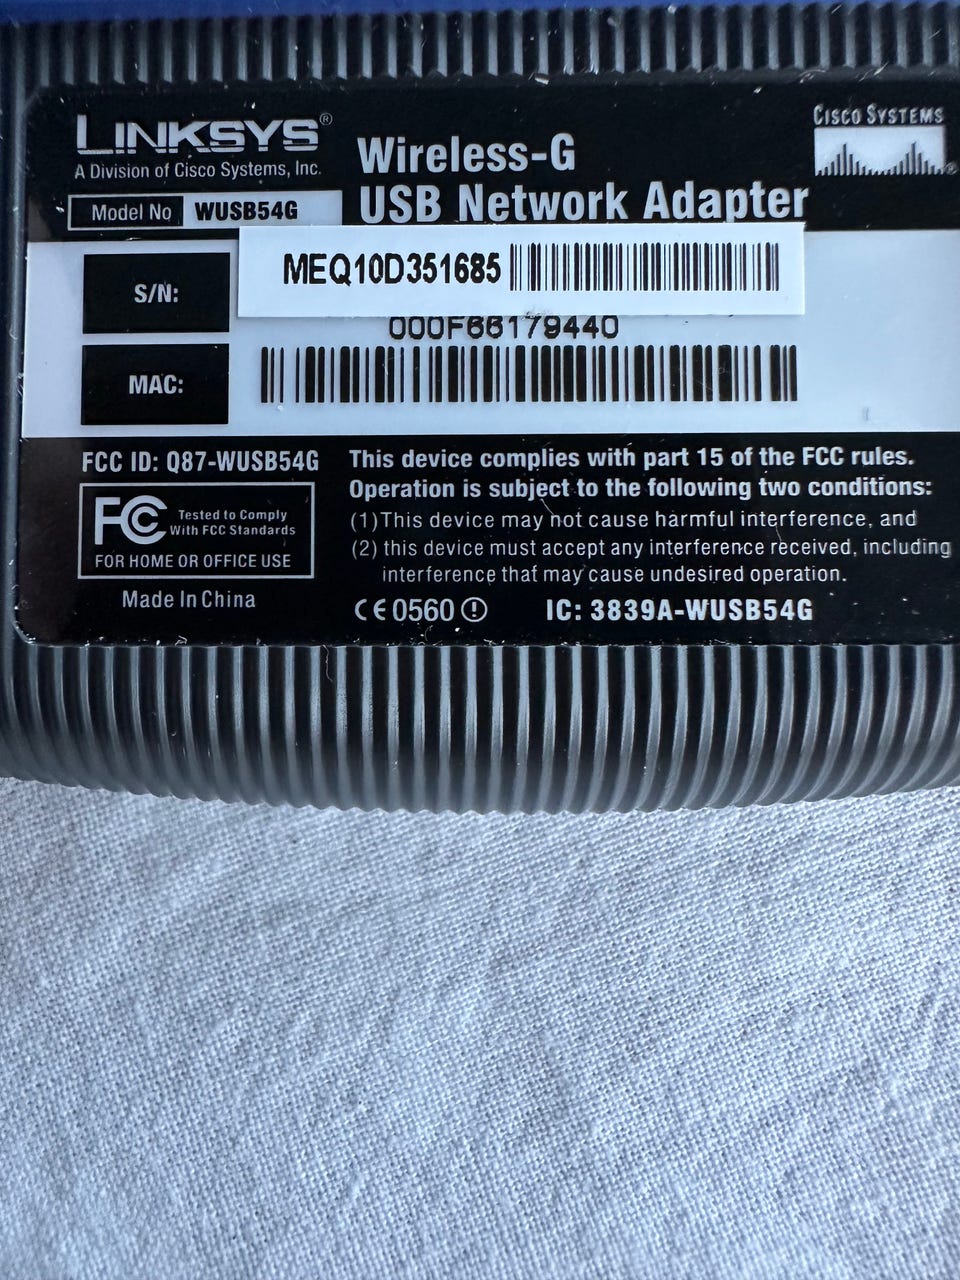 LINKSYS®
A Division of Cisco Systems, Inc.
Wireless-G
USB Network Adapter
CISCO SYSTEMS
®
Model No WUSB54G
S/N: MEQ10D351685
000F66179440
MAC:
FCC ID: Q87-WUSB54G
FC Tested to Comply
With FCC Standards
FOR HOME OR OFFICE USE
Made In China
This device complies with part 15 of the FCC rules.
Operation is subject to the following two conditions:
(1)This device may not cause harmful interference, and
(2) this device must accept any interference received, including
interference that may cause undesired operation.
CE0560 IC: 3839A-WUSB54G